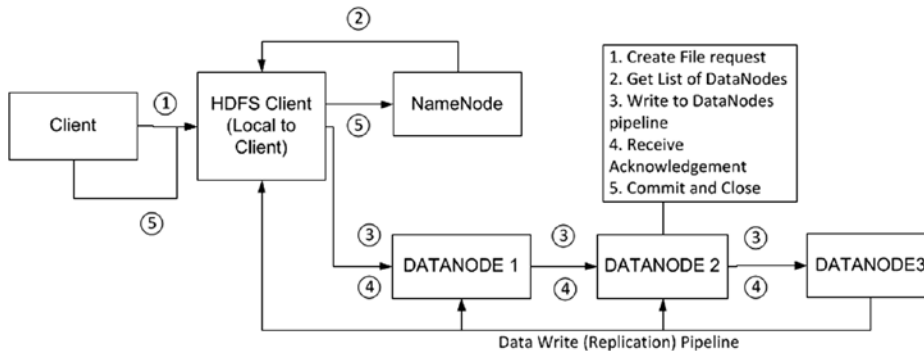 ②
1. Create File request
2. Get List of DataNodes
3. Write to DataNodes
pipeline
4. Receive
Acknowledgement
5. Commit and Close
①
Client
HDFS Client
(Local to
Client)
NameNode
⑤
⑤
③
③
③
DATANODE 1
DATANODE 2
DATANODE3
④
④
④
Data Write (Replication) Pipeline